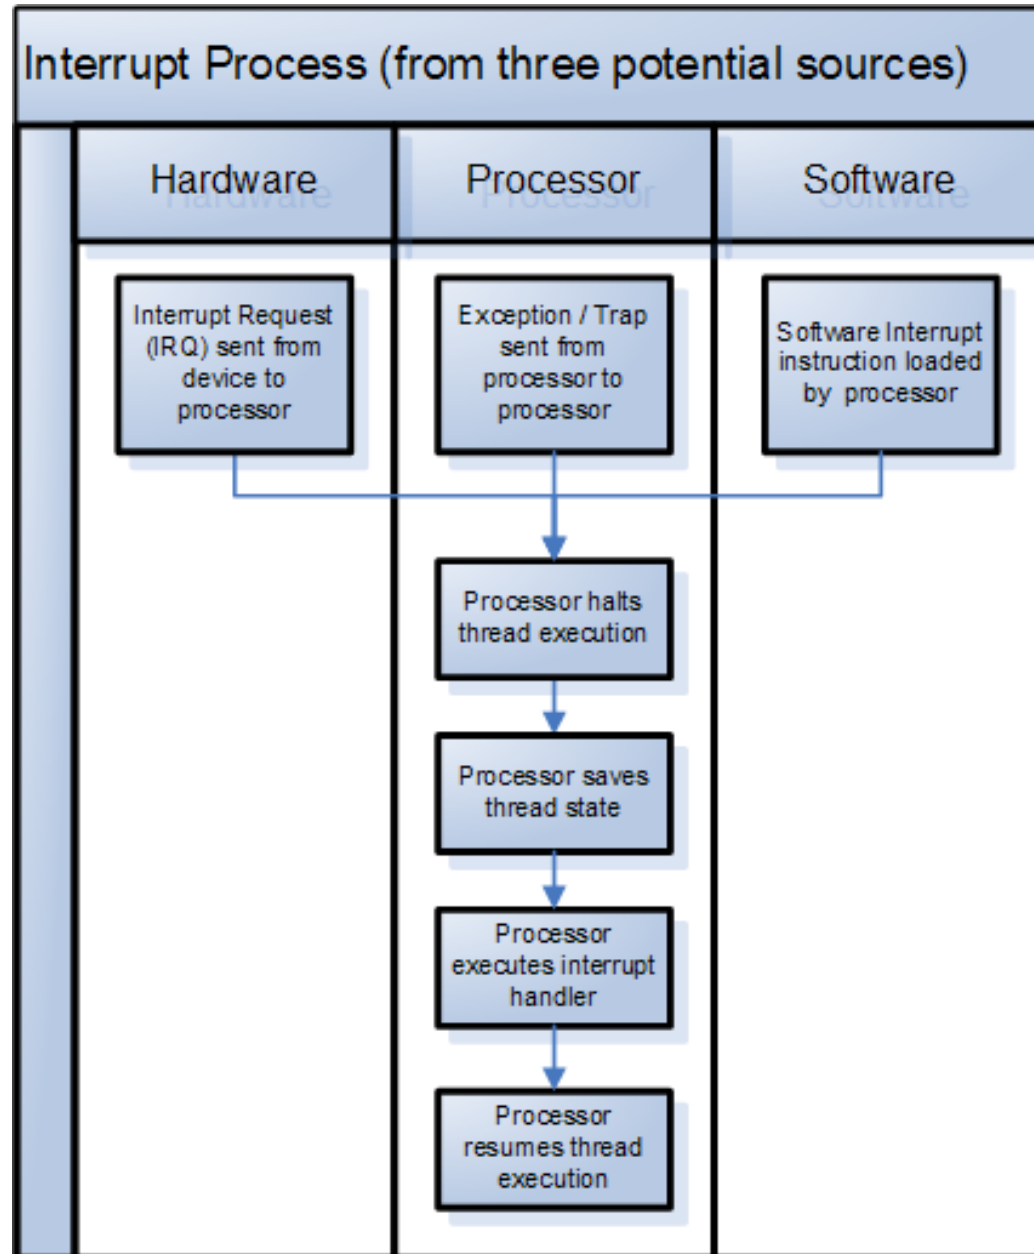 Interrupt Process (from three potential sources)
Hardware
Processor
Software
Interrupt Request
(IRQ) sent from
device to
processor
Exception / Trap
sent from
processor to
processor
Software Interrupt
instruction loaded
by processor
Processor halts
thread execution
Processor saves
thread state
Processor
executes interrupt
handler
Processor
resumes thread
execution